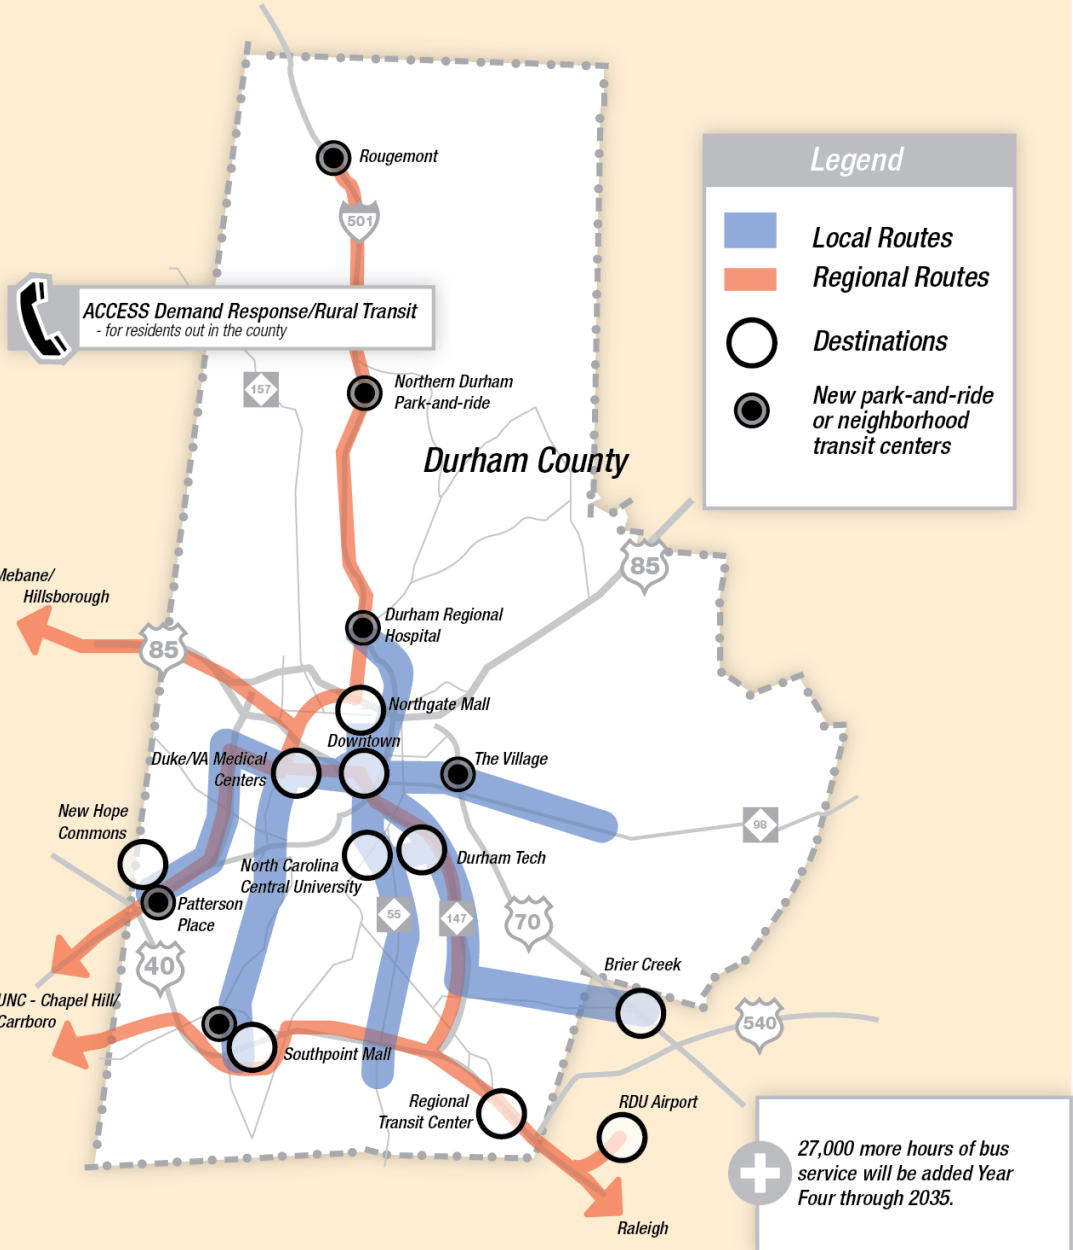 Rougemont
501
Legend
Local Routes
Regional Routes
Destinations
New park-and-ride
or neighborhood
transit centers
ACCESS Demand Response/Rural Transit
- for residents out in the county
157
Northern Durham
Park-and-ride
Durham County
85
Mebane/
Hillsborough
85
Durham Regional
Hospital
Northgate Mall
Downtown
Duke/VA Medical
Centers
The Village
New Hope
Commons
98
North Carolina
Central University
Durham Tech
Patterson
Place
55
147
70
40
Brier Creek
UNC - Chapel Hill/
Carrboro
540
Southpoint Mall
Regional
Transit Center
RDU Airport
Raleigh
27,000 more hours of bus
service will be added Year
Four through 2035.